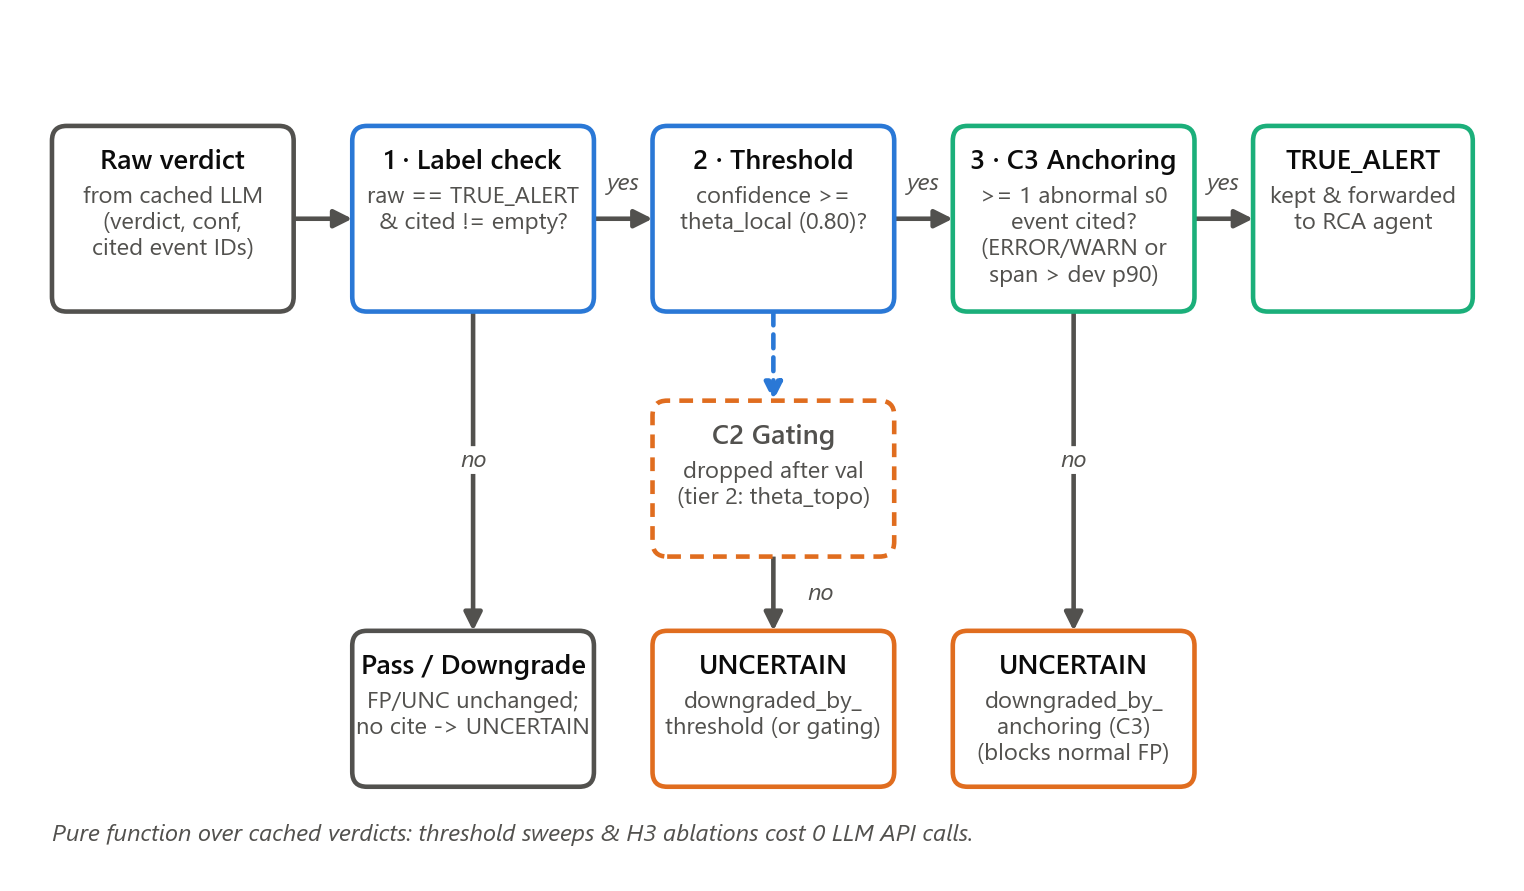 Raw verdict
from cached LLM
(verdict, conf,
cited event IDs)
1 · Label check
raw == TRUE_ALERT
& cited != empty?
yes
2 · Threshold
confidence >=
theta_local (0.80)?
yes
3 · C3 Anchoring
>= 1 abnormal s0
event cited?
(ERROR/WARN or
span > dev p90)
yes
TRUE_ALERT
kept & forwarded
to RCA agent
C2 Gating
dropped after val
(tier 2: theta_topo)
no
no
no
Pass / Downgrade
FP/UNC unchanged;
no cite -> UNCERTAIN
UNCERTAIN
downgraded_by_
threshold (or gating)
UNCERTAIN
downgraded_by_
anchoring (C3)
(blocks normal FP)
Pure function over cached verdicts: threshold sweeps & H3 ablations cost 0 LLM API calls.